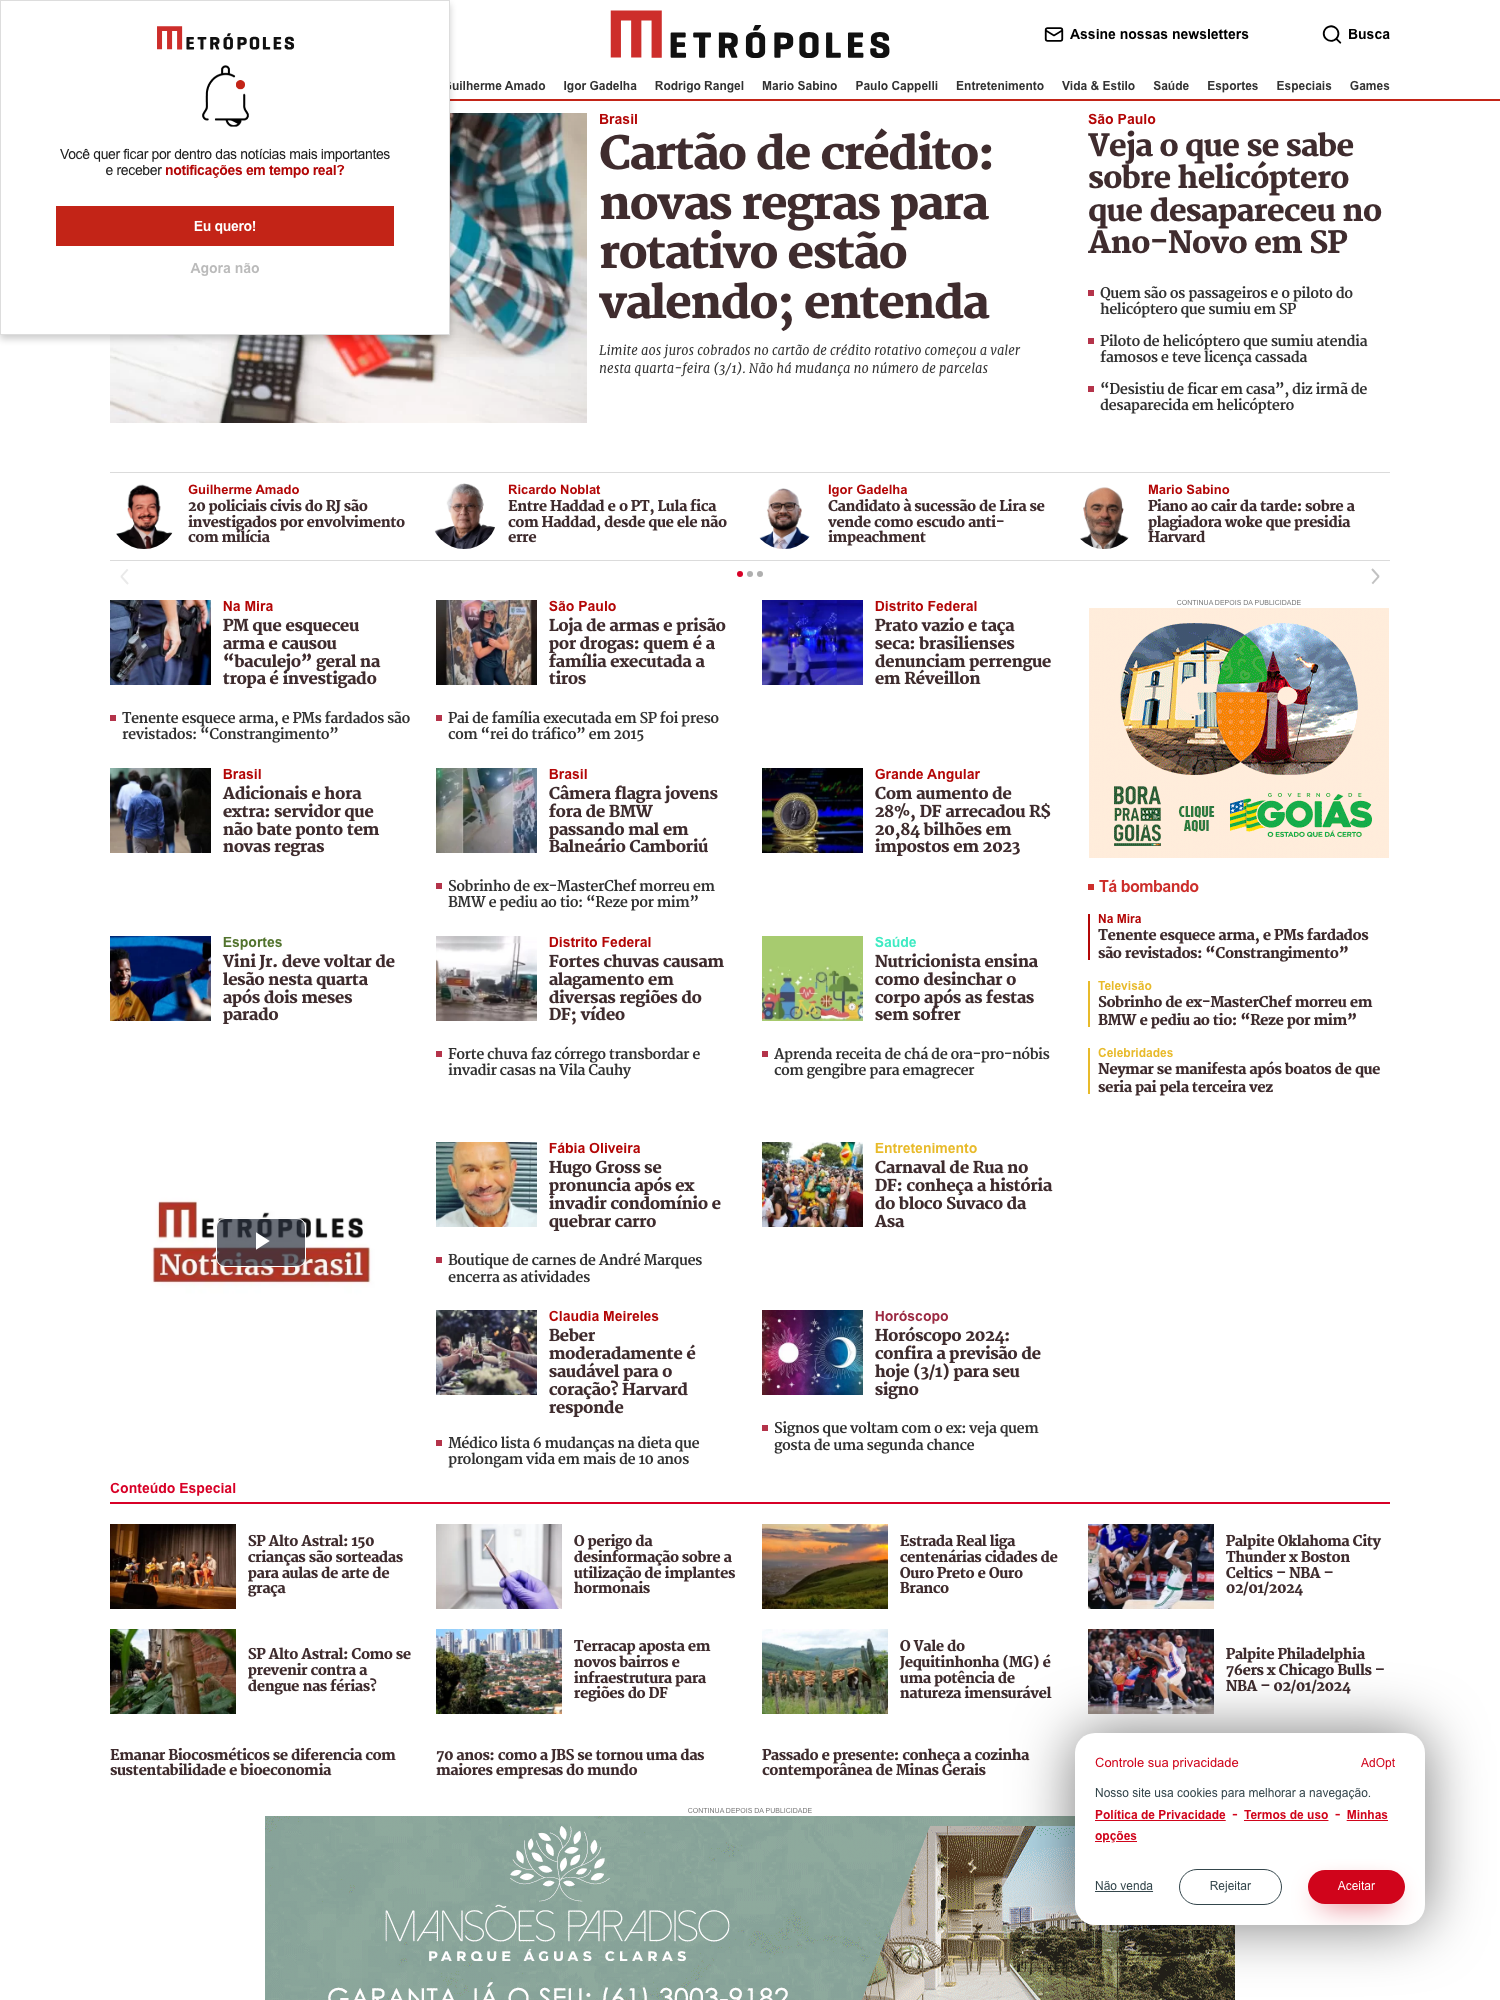 METRÓPOLES
Você quer ficar por dentro das notícias mais importantes
e receber notificações em tempo real?
Eu quero!
Agora não
METRÓPOLES
Assine nossas newsletters
Busca
Guilherme Amado Igor Gadelha Rodrigo Rangel Mario Sabino Paulo Cappelli Entretenimento Vida & Estilo Saúde Esportes Especiais Games
Brasil
Cartão de crédito:
novas regras para
rotativo estão
valendo; entenda
Limite aos juros cobrados no cartão de crédito rotativo começou a valer
nesta quarta-feira (3/1). Não há mudança no número de parcelas
São Paulo
Veja o que se sabe
sobre helicóptero
que desapareceu no
Ano-Novo em SP
Quem são os passageiros e o piloto do
helicóptero que sumiu em SP
Piloto de helicóptero que sumiu atendia
famosos e teve licença cassada
“Desistiu de ficar em casa”, diz irmã de
desaparecida em helicóptero
Guilherme Amado
20 policiais civis do RJ são
investigados por envolvimento
com milícia
Ricardo Noblat
Entre Haddad e o PT, Lula fica
com Haddad, desde que ele não
erre
Igor Gadelha
Candidato à sucessão de Lira se
vende como escudo anti-
impeachment
Mario Sabino
Piano ao cair da tarde: sobre a
plagiadora woke que presidia
Harvard
Na Mira
PM que esqueceu
arma e causou
“baculejo” geral na
tropa é investigado
Tenente esquece arma, e PMs fardados são
revistados: “Constrangimento”
São Paulo
Loja de armas e prisão
por drogas: quem é a
família executada a
tiros
Pai de família executada em SP foi preso
com “rei do tráfico” em 2015
Distrito Federal
Prato vazio e taça
seca: brasilienses
denunciam perrengue
em Réveillon
CONTINUA DEPOIS DA PUBLICIDADE
BORA
PRA
GOIÁS
CLIQUE
AQUI
GOVERNO DE
GOIÁS
O ESTADO QUE DÁ CERTO
Brasil
Adicionais e hora
extra: servidor que
não bate ponto tem
novas regras
Brasil
Câmera flagra jovens
fora de BMW
passando mal em
Balneário Camboriú
Sobrinho de ex-MasterChef morreu em
BMW e pediu ao tio: “Reze por mim”
Grande Angular
Com aumento de
28%, DF arrecadou R$
20,84 bilhões em
impostos em 2023
Tá bombando
Na Mira
Tenente esquece arma, e PMs fardados
são revistados: “Constrangimento”
Televisão
Sobrinho de ex-MasterChef morreu em
BMW e pediu ao tio: “Reze por mim”
Celebridades
Neymar se manifesta após boatos de que
seria pai pela terceira vez
Esportes
Vini Jr. deve voltar de
lesão nesta quarta
após dois meses
parado
Distrito Federal
Fortes chuvas causam
alagamento em
diversas regiões do
DF; vídeo
Forte chuva faz córrego transbordar e
invadir casas na Vila Cauhy
Saúde
Nutricionista ensina
como desinchar o
corpo após as festas
sem sofrer
Aprenda receita de chá de ora-pro-nóbis
com gengibre para emagrecer
METRÓPOLES
Notícias Brasil
Fábia Oliveira
Hugo Gross se
pronuncia após ex
invadir condomínio e
quebrar carro
Boutique de carnes de André Marques
encerra as atividades
Entretenimento
Carnaval de Rua no
DF: conheça a história
do bloco Suvaco da
Asa
Claudia Meireles
Beber
moderadamente é
saudável para o
coração? Harvard
responde
Médico lista 6 mudanças na dieta que
prolongam vida em mais de 10 anos
Horóscopo
Horóscopo 2024:
confira a previsão de
hoje (3/1) para seu
signo
Signos que voltam com o ex: veja quem
gosta de uma segunda chance
Conteúdo Especial
SP Alto Astral: 150
crianças são sorteadas
para aulas de arte de
graça
O perigo da
desinformação sobre a
utilização de implantes
hormonais
Estrada Real liga
centenárias cidades de
Ouro Preto e Ouro
Branco
Palpite Oklahoma City
Thunder x Boston
Celtics – NBA –
02/01/2024
SP Alto Astral: Como se
prevenir contra a
dengue nas férias?
Terracap aposta em
novos bairros e
infraestrutura para
regiões do DF
O Vale do
Jequitinhonha (MG) é
uma potência de
natureza imensurável
Palpite Philadelphia
76ers x Chicago Bulls –
NBA – 02/01/2024
Emanar Biocosméticos se diferencia com
sustentabilidade e bioeconomia
70 anos: como a JBS se tornou uma das
maiores empresas do mundo
Passado e presente: conheça a cozinha
contemporânea de Minas Gerais
Controle sua privacidade
AdOpt
Nosso site usa cookies para melhorar a navegação.
Política de Privacidade - Termos de uso - Minhas
opções
Não venda
Rejeitar
Aceitar
CONTINUA DEPOIS DA PUBLICIDADE
MANSÕES PARADISO
PARQUE ÁGUAS CLARAS
GARANTA JÁ O SEU: (61) 3003-9182